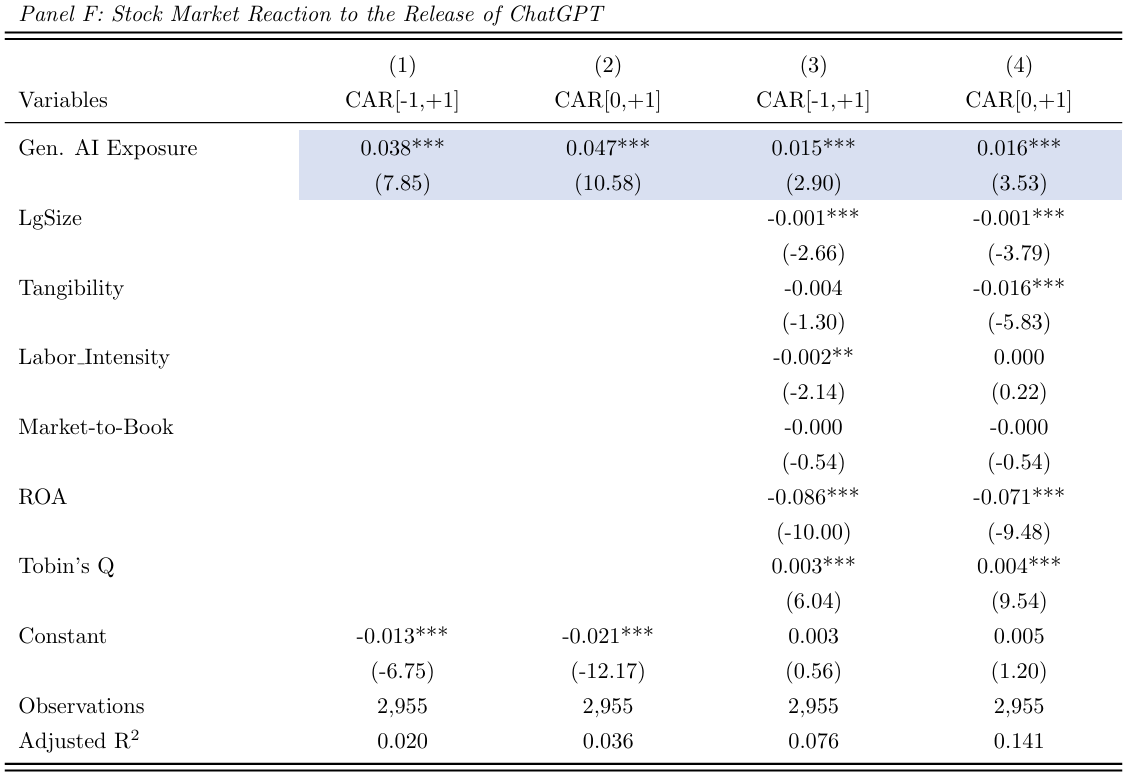 Panel F: Stock Market Reaction to the Release of ChatGPT
(1) (2) (3) (4)
Variables CAR[-1,+1] CAR[0,+1] CAR[-1,+1] CAR[0,+1]
Gen. AI Exposure 0.038*** 0.047*** 0.015*** 0.016***
(7.85) (10.58) (2.90) (3.53)
LgSize -0.001*** -0.001***
(-2.66) (-3.79)
Tangibility -0.004 -0.016***
(-1.30) (-5.83)
Labor_Intensity -0.002** 0.000
(-2.14) (0.22)
Market-to-Book -0.000 -0.000
(-0.54) (-0.54)
ROA -0.086*** -0.071***
(-10.00) (-9.48)
Tobin's Q 0.003*** 0.004***
(6.04) (9.54)
Constant -0.013*** -0.021*** 0.003 0.005
(-6.75) (-12.17) (0.56) (1.20)
Observations 2,955 2,955 2,955 2,955
Adjusted R² 0.020 0.036 0.076 0.141